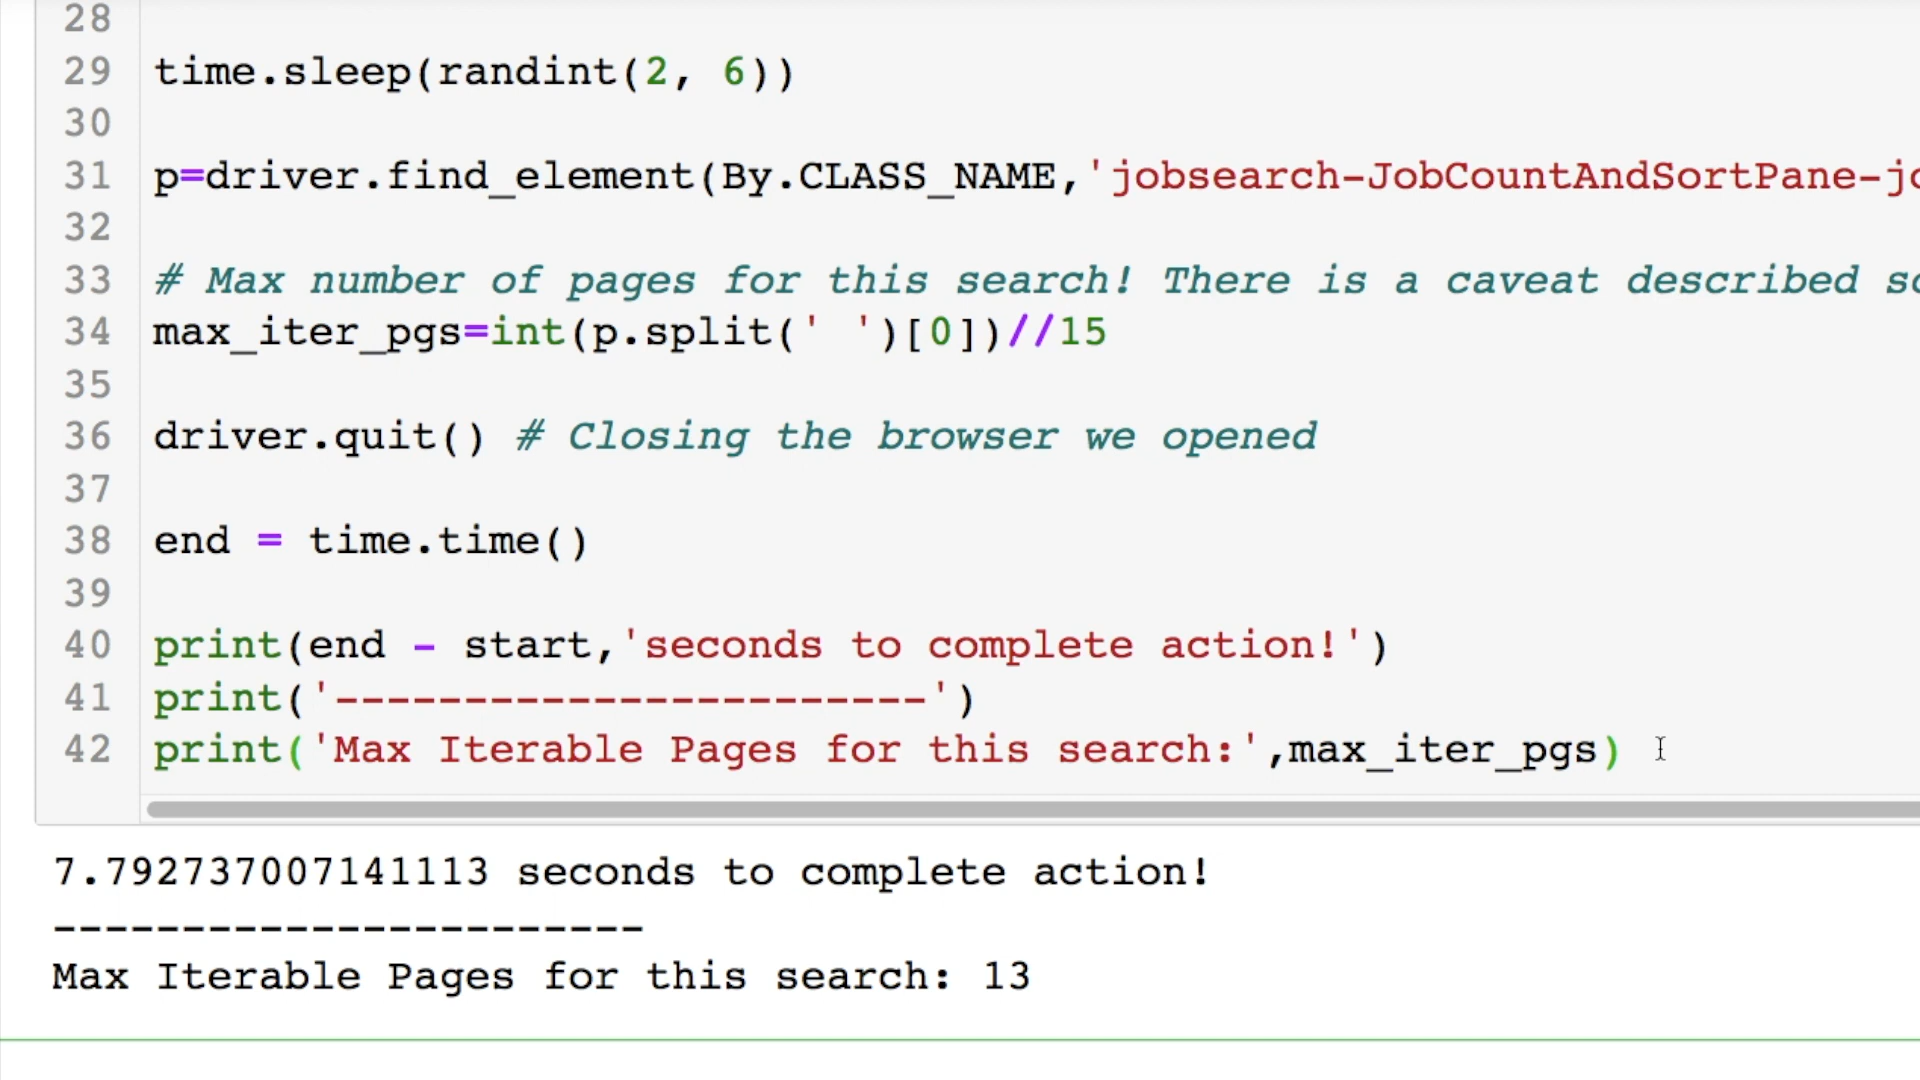 28
29 time.sleep(randint(2, 6))
30
31 p=driver.find_element(By.CLASS_NAME,'jobsearch-JobCountAndSortPane-jo
32
33 # Max number of pages for this search! There is a caveat described so
34 max_iter_pgs=int(p.split(' ')[0])//15
35
36 driver.quit() # Closing the browser we opened
37
38 end = time.time()
39
40 print(end - start,'seconds to complete action!')
41 print('-----------------------')
42 print('Max Iterable Pages for this search:',max_iter_pgs)
7.792737007141113 seconds to complete action!
-----------------------
Max Iterable Pages for this search: 13